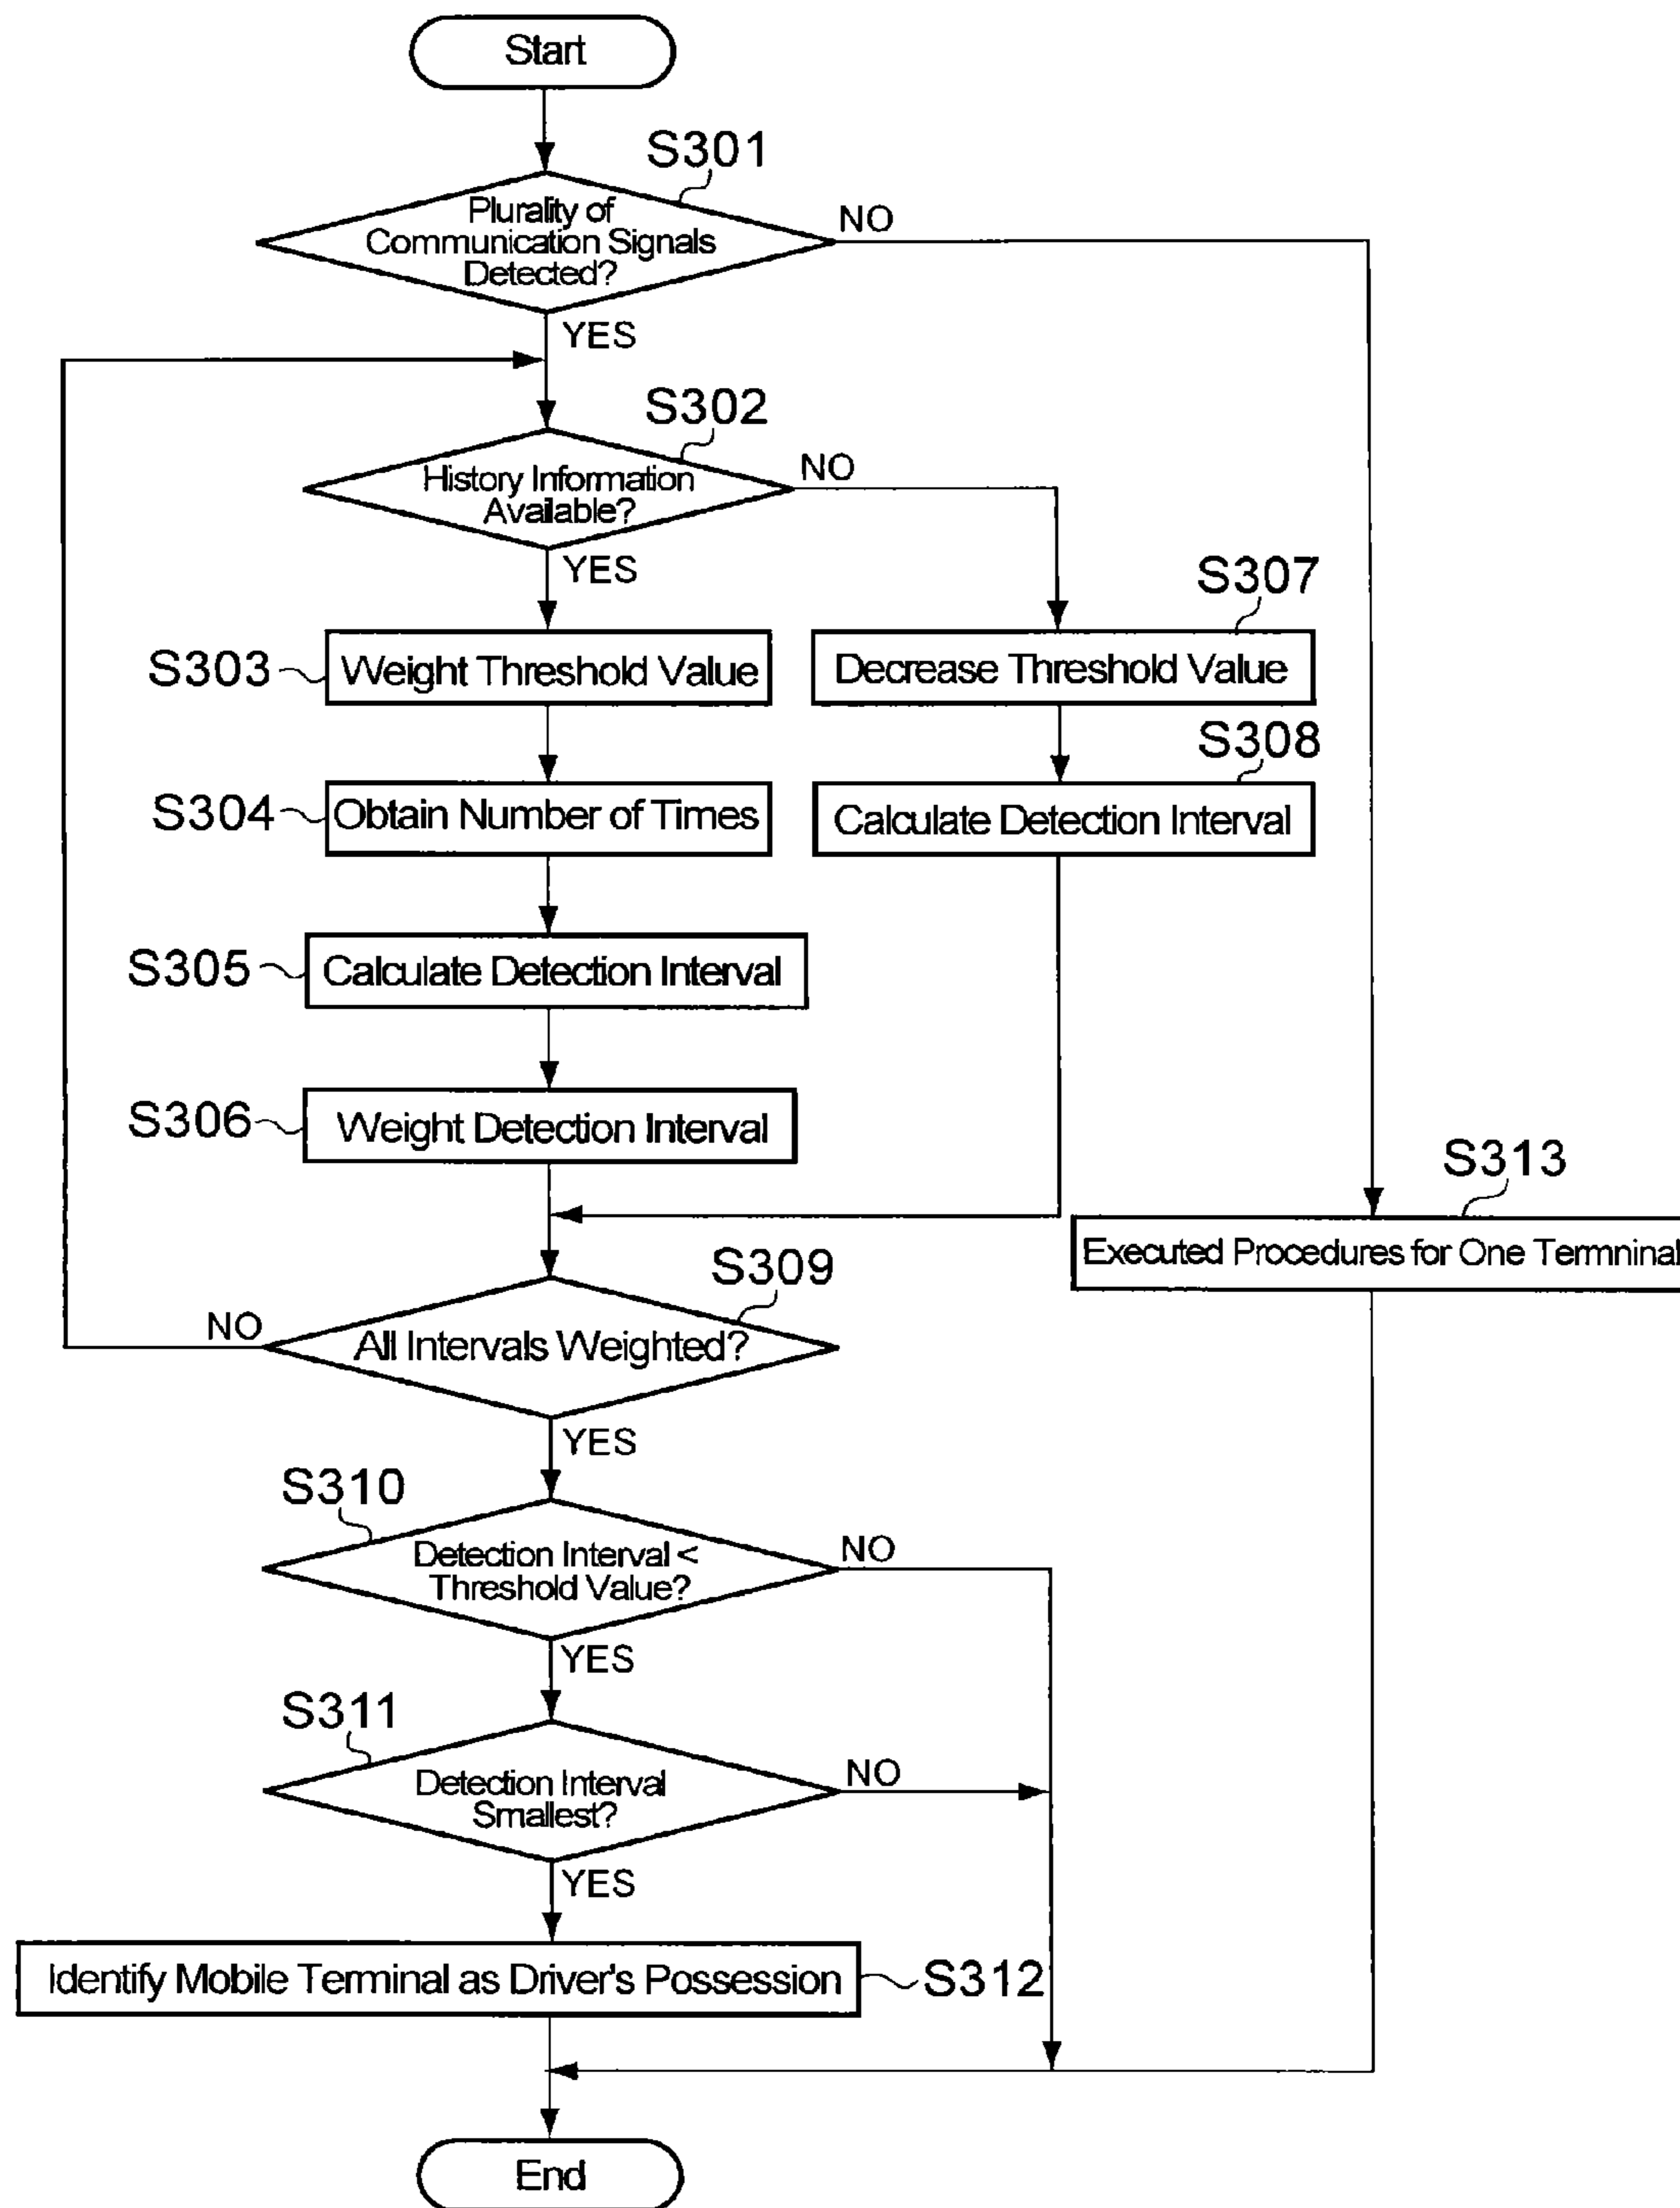 Start
S301
Plurality of
Communication Signals
Detected?
NO
YES
S302
History Information
Available?
NO
YES
S307
S303
Weight Threshold Value
Decrease Threshold Value
S308
S304
Obtain Number of Times
Calculate Detection Interval
S305
Calculate Detection Interval
S306
Weight Detection Interval
S313
Executed Procedures for One Termninal
S309
NO
All Intervals Weighted?
YES
S310
Detection Interval <
Threshold Value?
NO
YES
S311
Detection Interval
Smallest?
NO
YES
Identify Mobile Terminal as Driver's Possession
S312
End